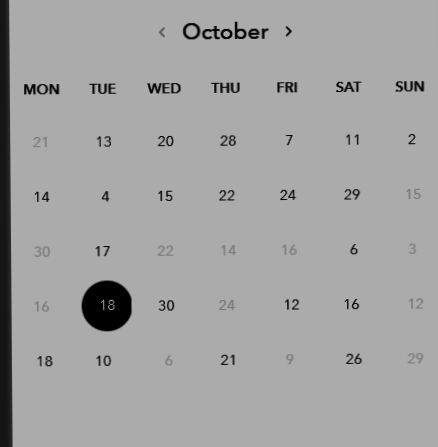 ‹ October ›
MON TUE WED THU FRI SAT SUN
21 13 20 28 7 11 2
14 4 15 22 24 29 15
30 17 22 14 16 6 3
16 18 30 24 12 16 12
18 10 6 21 9 26 29